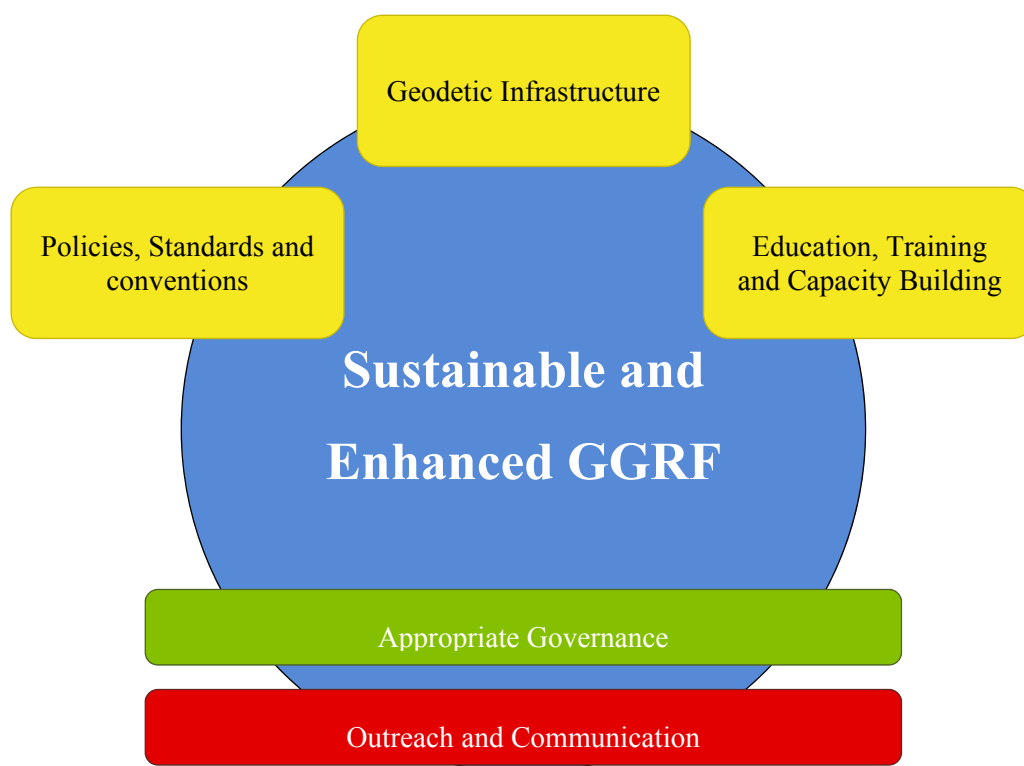 Geodetic Infrastructure
Policies, Standards and
conventions
Education, Training
and Capacity Building
Sustainable and
Enhanced GGRF
Appropriate Governance
Outreach and Communication